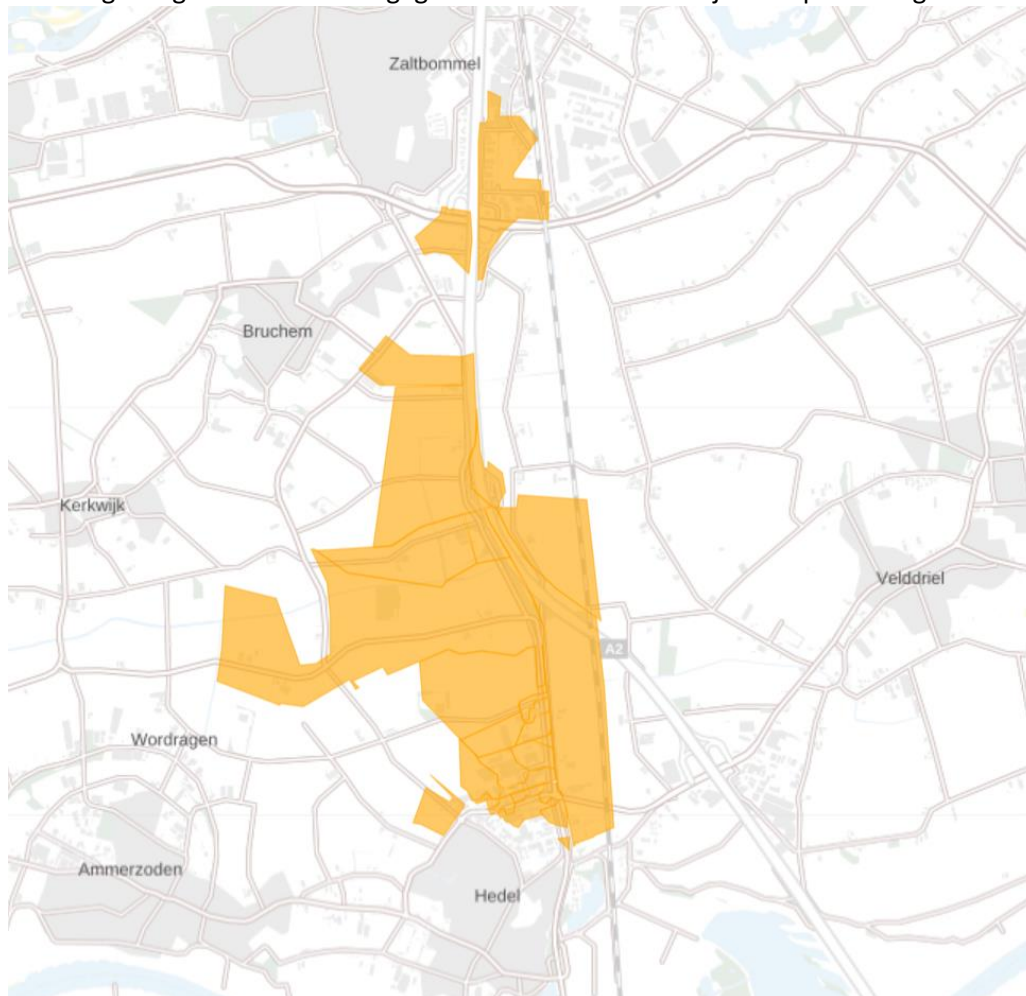 Zaltbommel
Bruchem
Kerkwijk
Velddriel
A2
Wordragen
Ammerzoden
Hedel